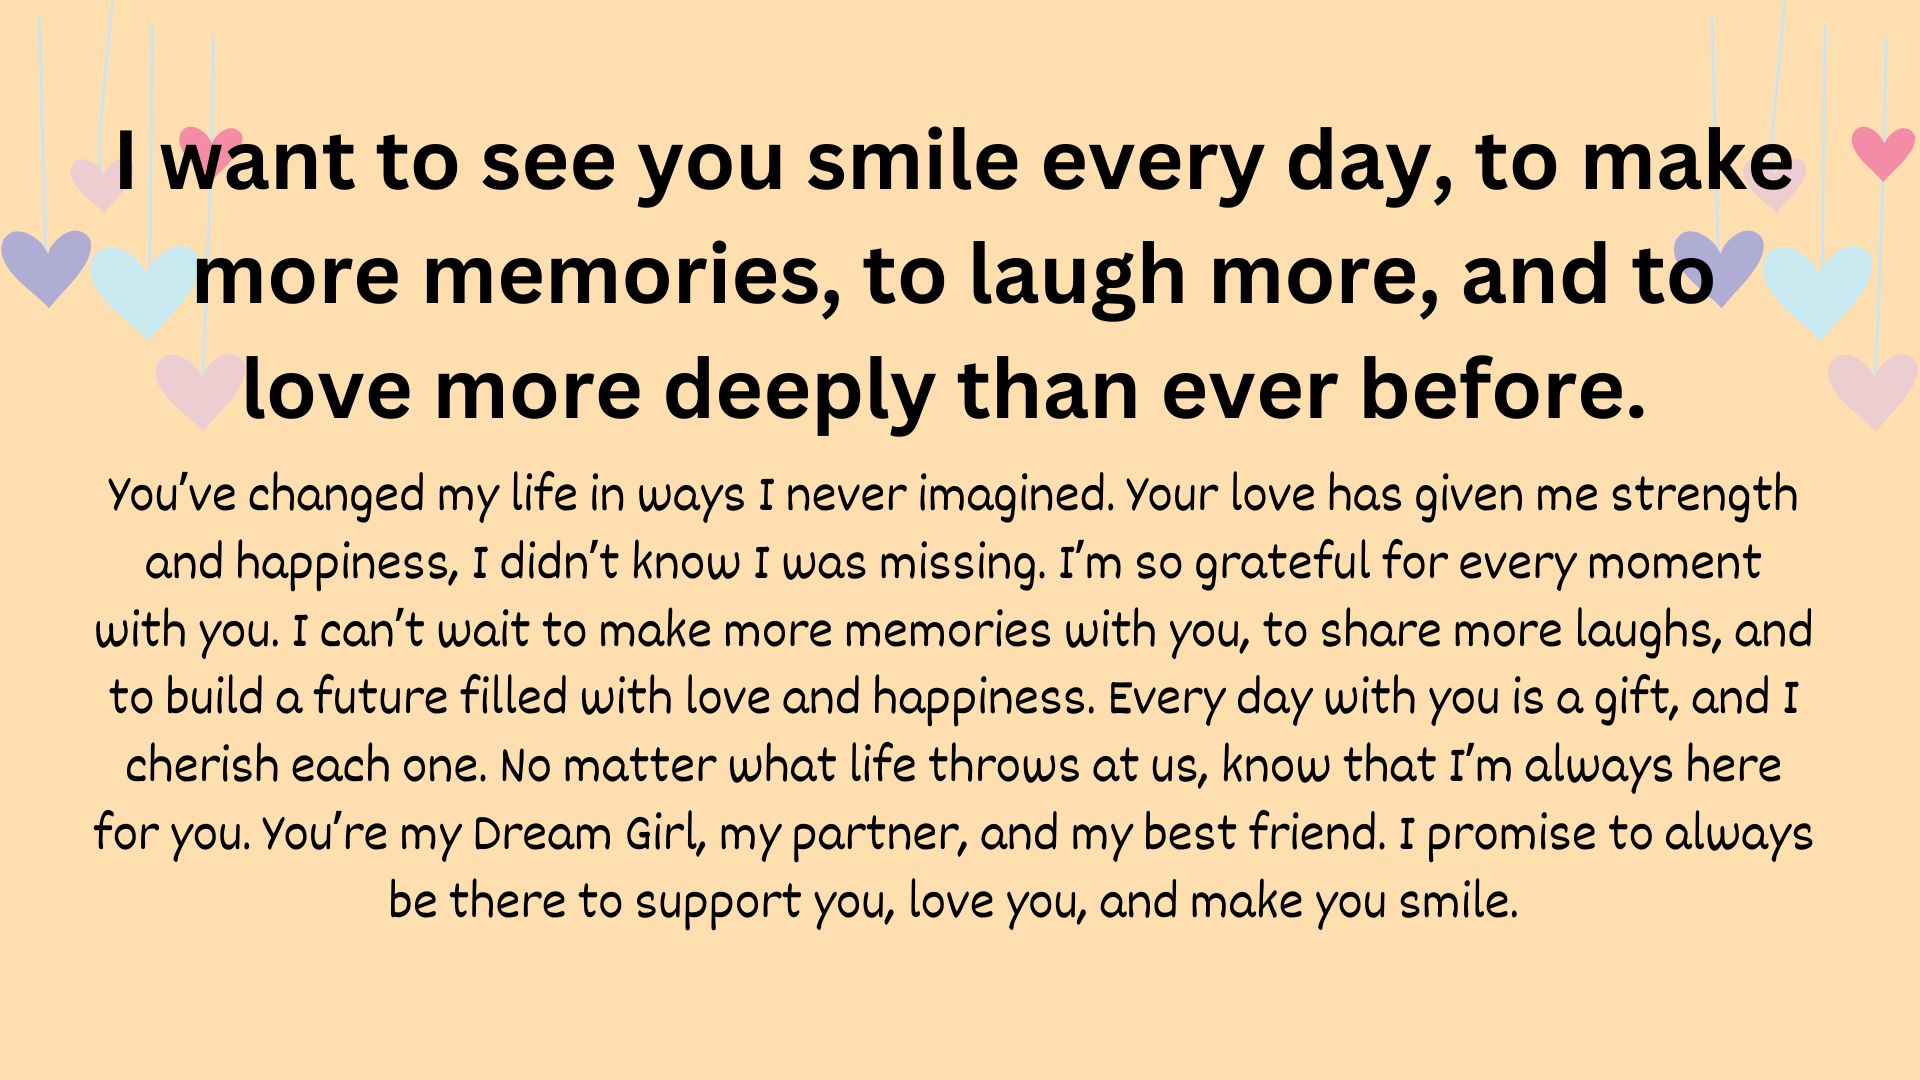 I want to see you smile every day, to make
more memories, to laugh more, and to
love more deeply than ever before.
You’ve changed my life in ways I never imagined. Your love has given me strength
and happiness, I didn’t know I was missing. I’m so grateful for every moment
with you. I can’t wait to make more memories with you, to share more laughs, and
to build a future filled with love and happiness. Every day with you is a gift, and I
cherish each one. No matter what life throws at us, know that I’m always here
for you. You’re my Dream Girl, my partner, and my best friend. I promise to always
be there to support you, love you, and make you smile.